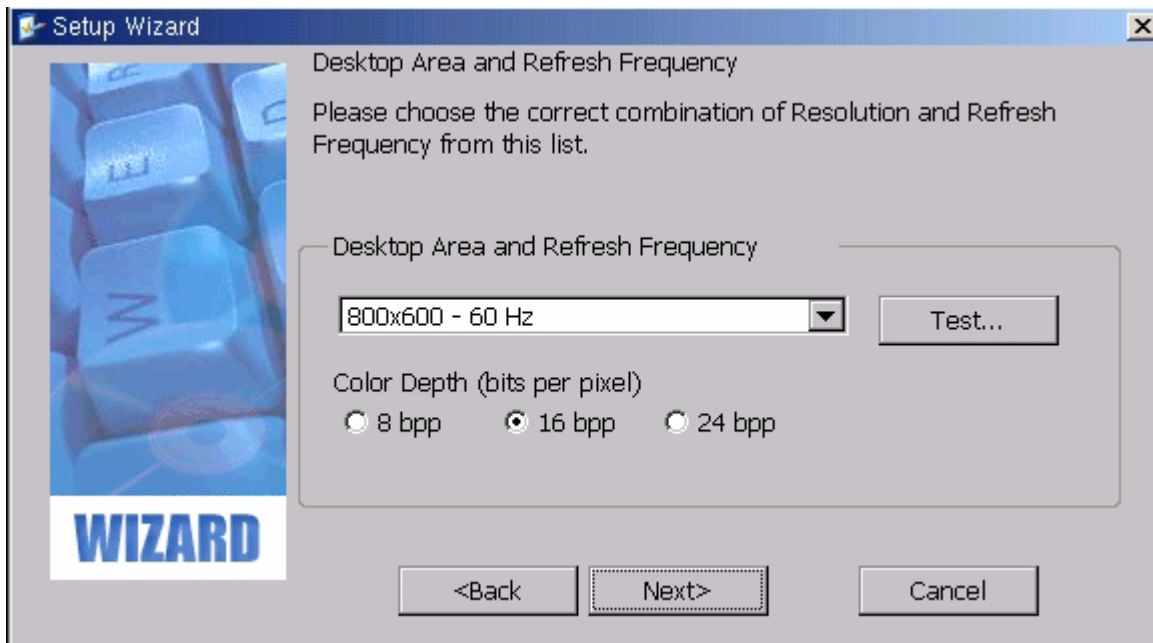 Setup Wizard
Desktop Area and Refresh Frequency
Please choose the correct combination of Resolution and Refresh
Frequency from this list.
Desktop Area and Refresh Frequency
800x600 - 60 Hz
Test...
Color Depth (bits per pixel)
8 bpp 16 bpp 24 bpp
R
E
D
W
WIZARD
<Back Next> Cancel